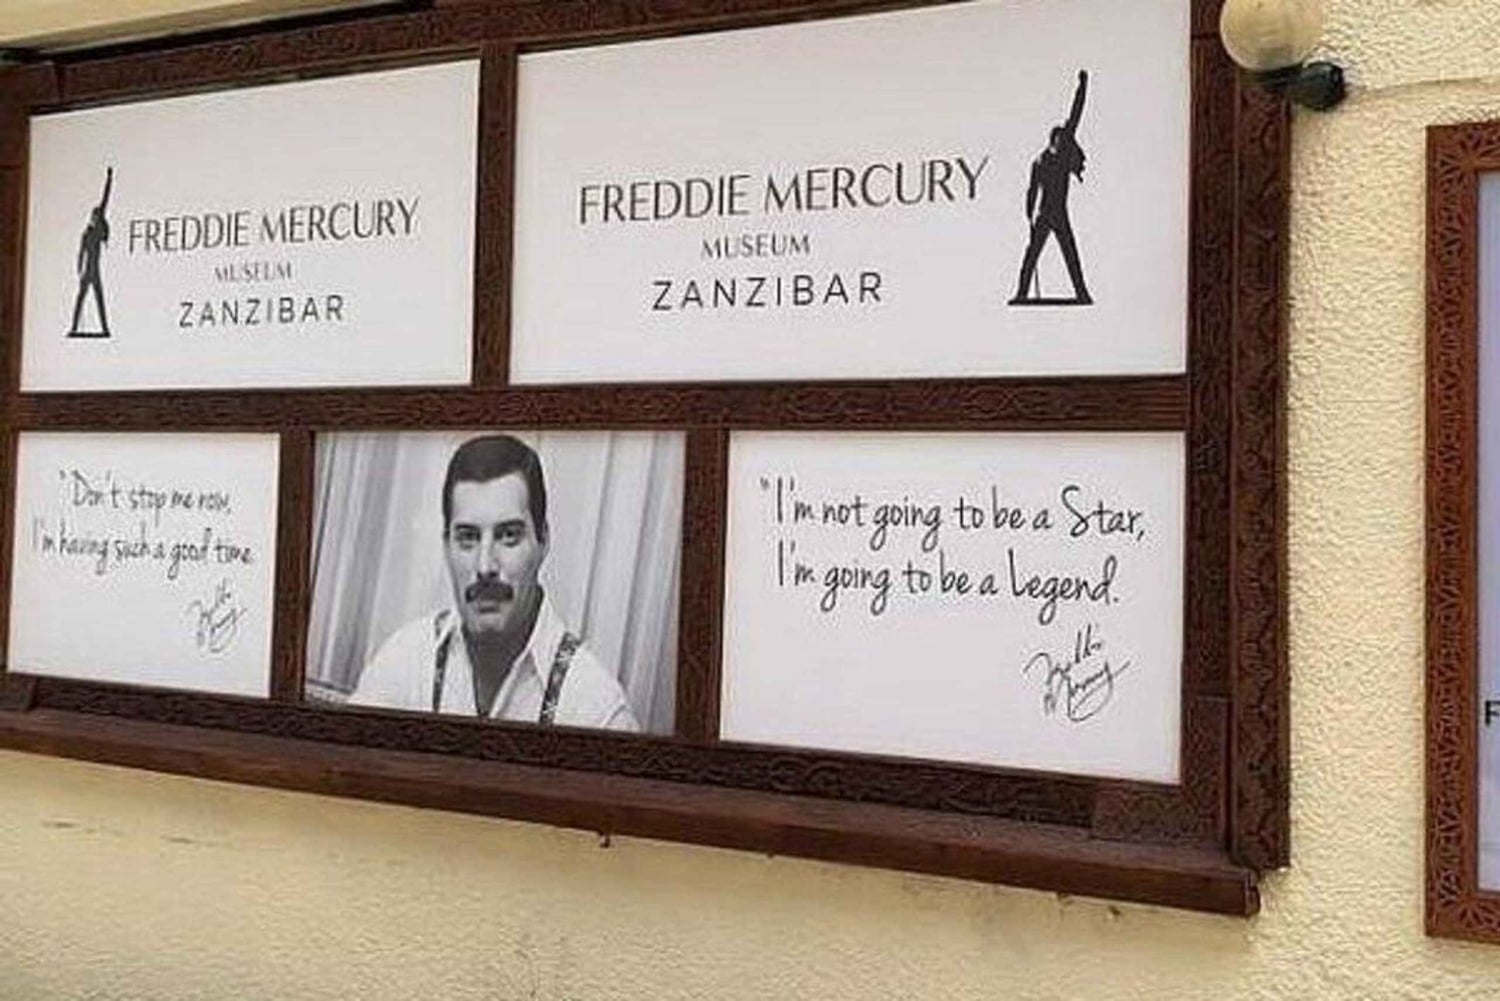 FREDDIE MERCURY
MUSEUM
ZANZIBAR
FREDDIE MERCURY
MUSEUM
ZANZIBAR
"Don't stop me now,
I'm having such a good time
"I'm not going to be a Star,
I'm going to be a Legend.